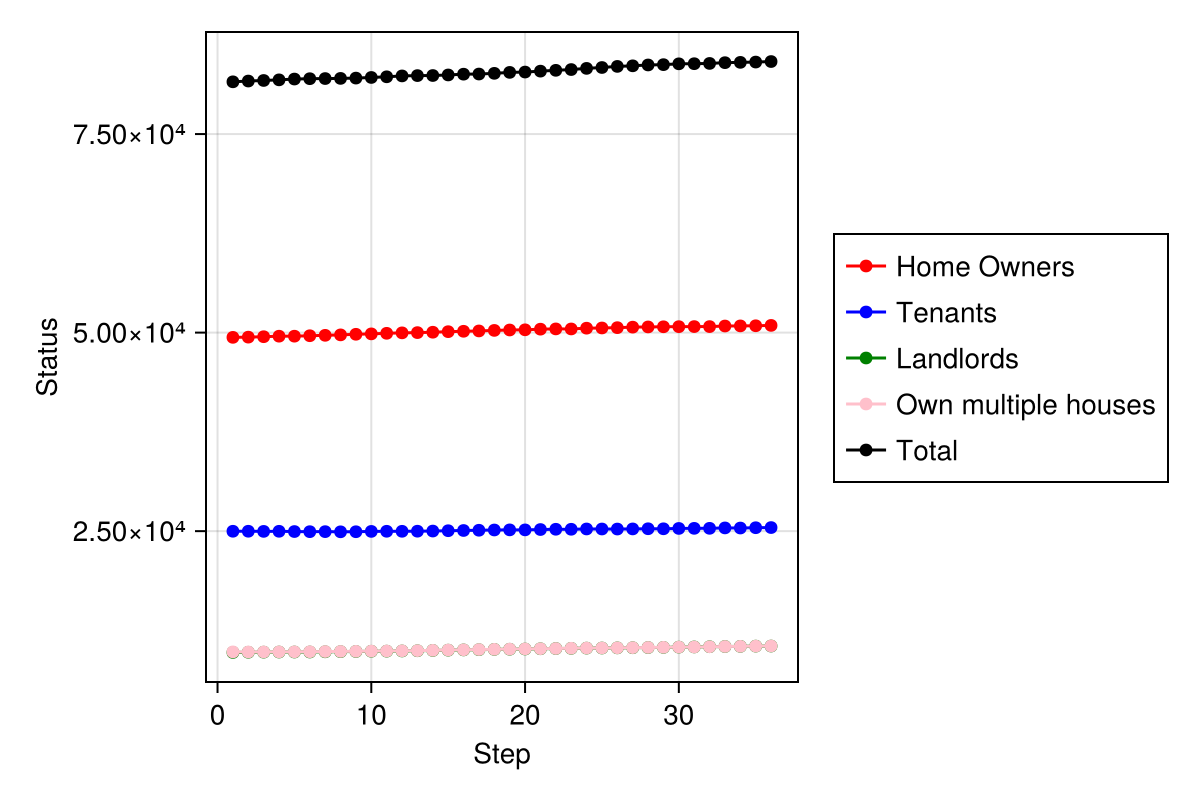 7.50×10⁴
5.00×10⁴
2.50×10⁴
Status
0 10 20 30
Step
Home Owners
Tenants
Landlords
Own multiple houses
Total